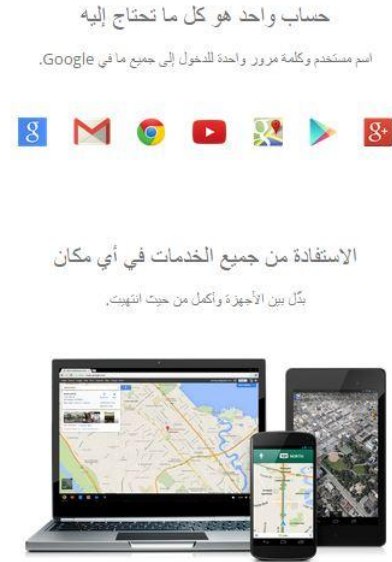 حساب واحد هو كل ما تحتاج إليه
اسم مستخدم وكلمة مرور واحدة للدخول إلى جميع ما في Google.
الاستفادة من جميع الخدمات في أي مكان
بدّل بين الأجهزة وأكمل من حيث انتهيت.
NORTH